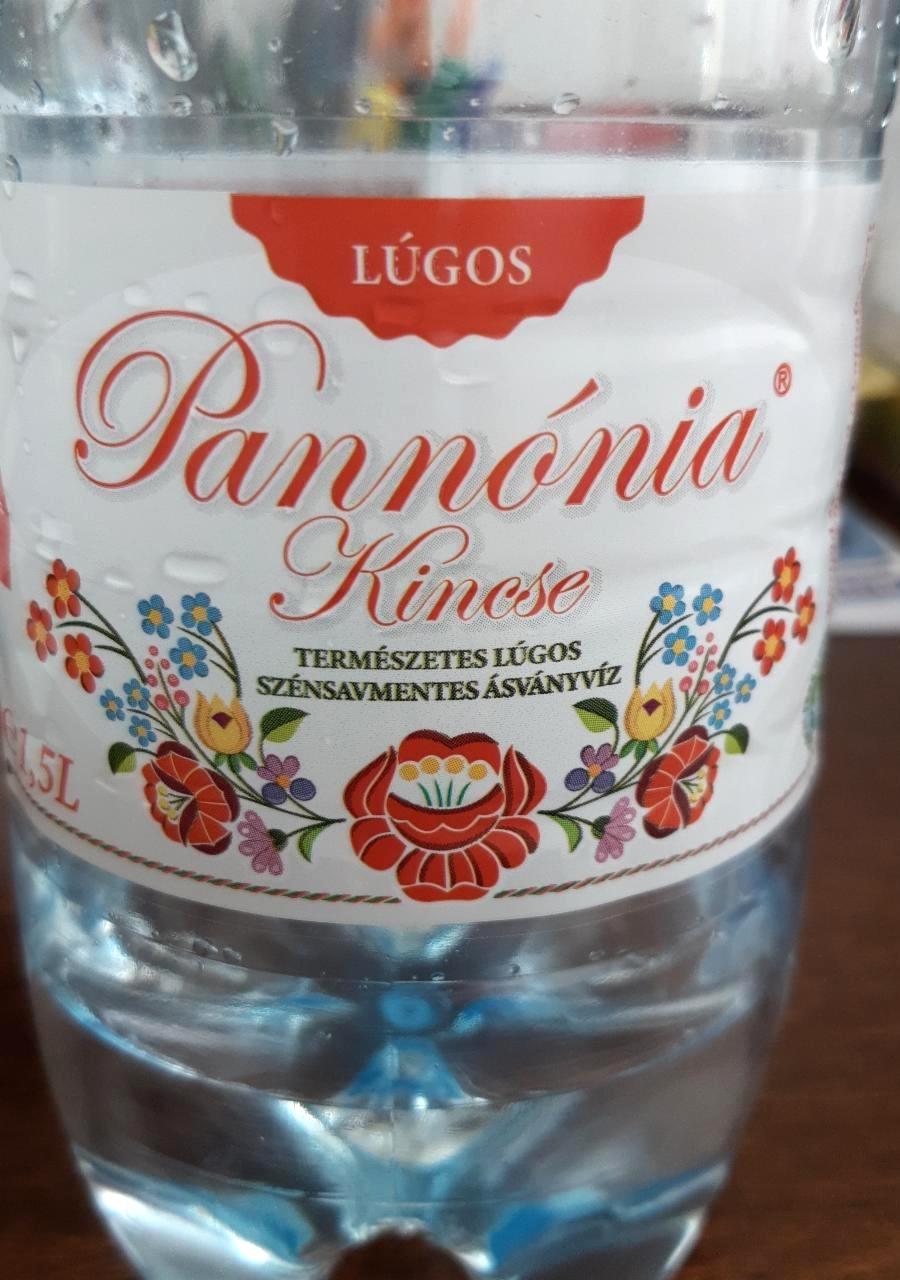 LÚGOS
Pannónia®
Kincse
TERMÉSZETES LÚGOS
SZÉNSAVMENTES ÁSVÁNYVÍZ
1,5L